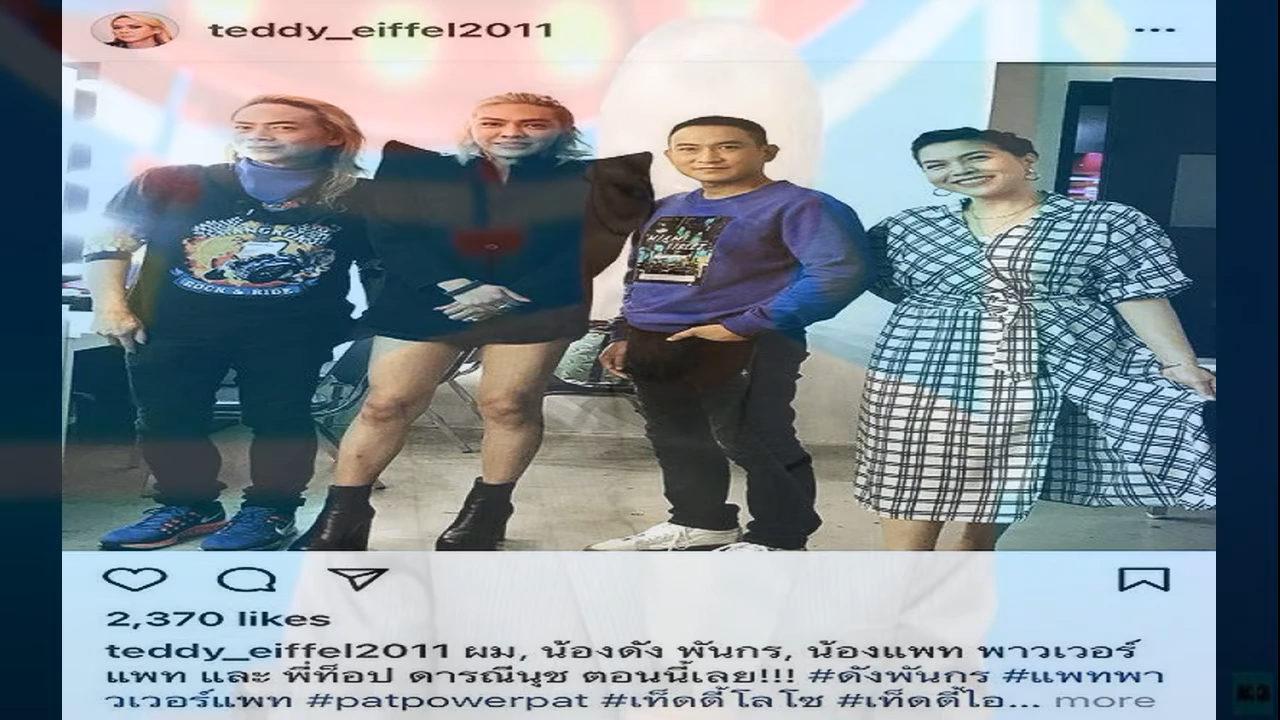 teddy_eiffel2011
ROCK & RIDE
2,370 likes
teddy_eiffel2011 ผม, น้องดัง พันกร, น้องแพท พาวเวอร์
แพท และ พี่ท็อป ดารณีนุช ตอนนี้เลย!!! #ดังพันกร #แพทพา
วเวอร์แพท #patpowerpat #เท็ดดี้โลโซ #เท็ดดี้ไอ... more